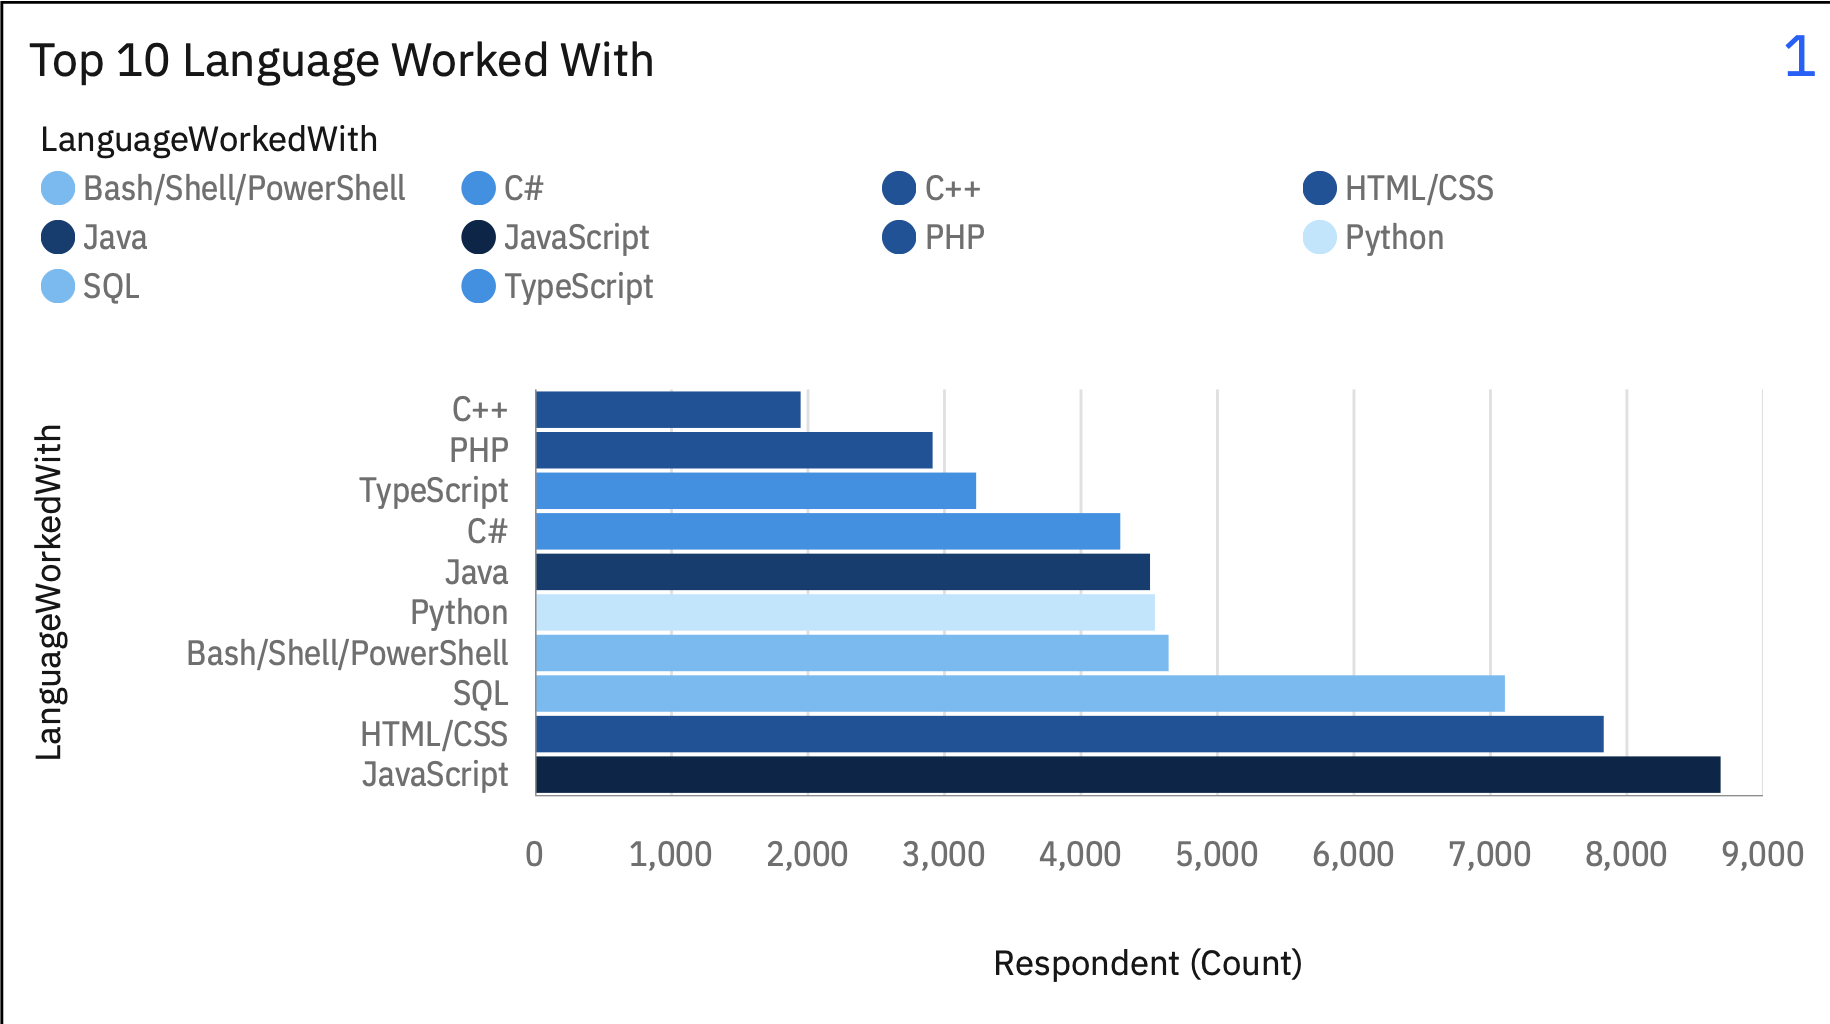 Top 10 Language Worked With 1
LanguageWorkedWith
Bash/Shell/PowerShell C# C++ HTML/CSS
Java JavaScript PHP Python
SQL TypeScript
LanguageWorkedWith
C++
PHP
TypeScript
C#
Java
Python
Bash/Shell/PowerShell
SQL
HTML/CSS
JavaScript
0 1,000 2,000 3,000 4,000 5,000 6,000 7,000 8,000 9,000
Respondent (Count)